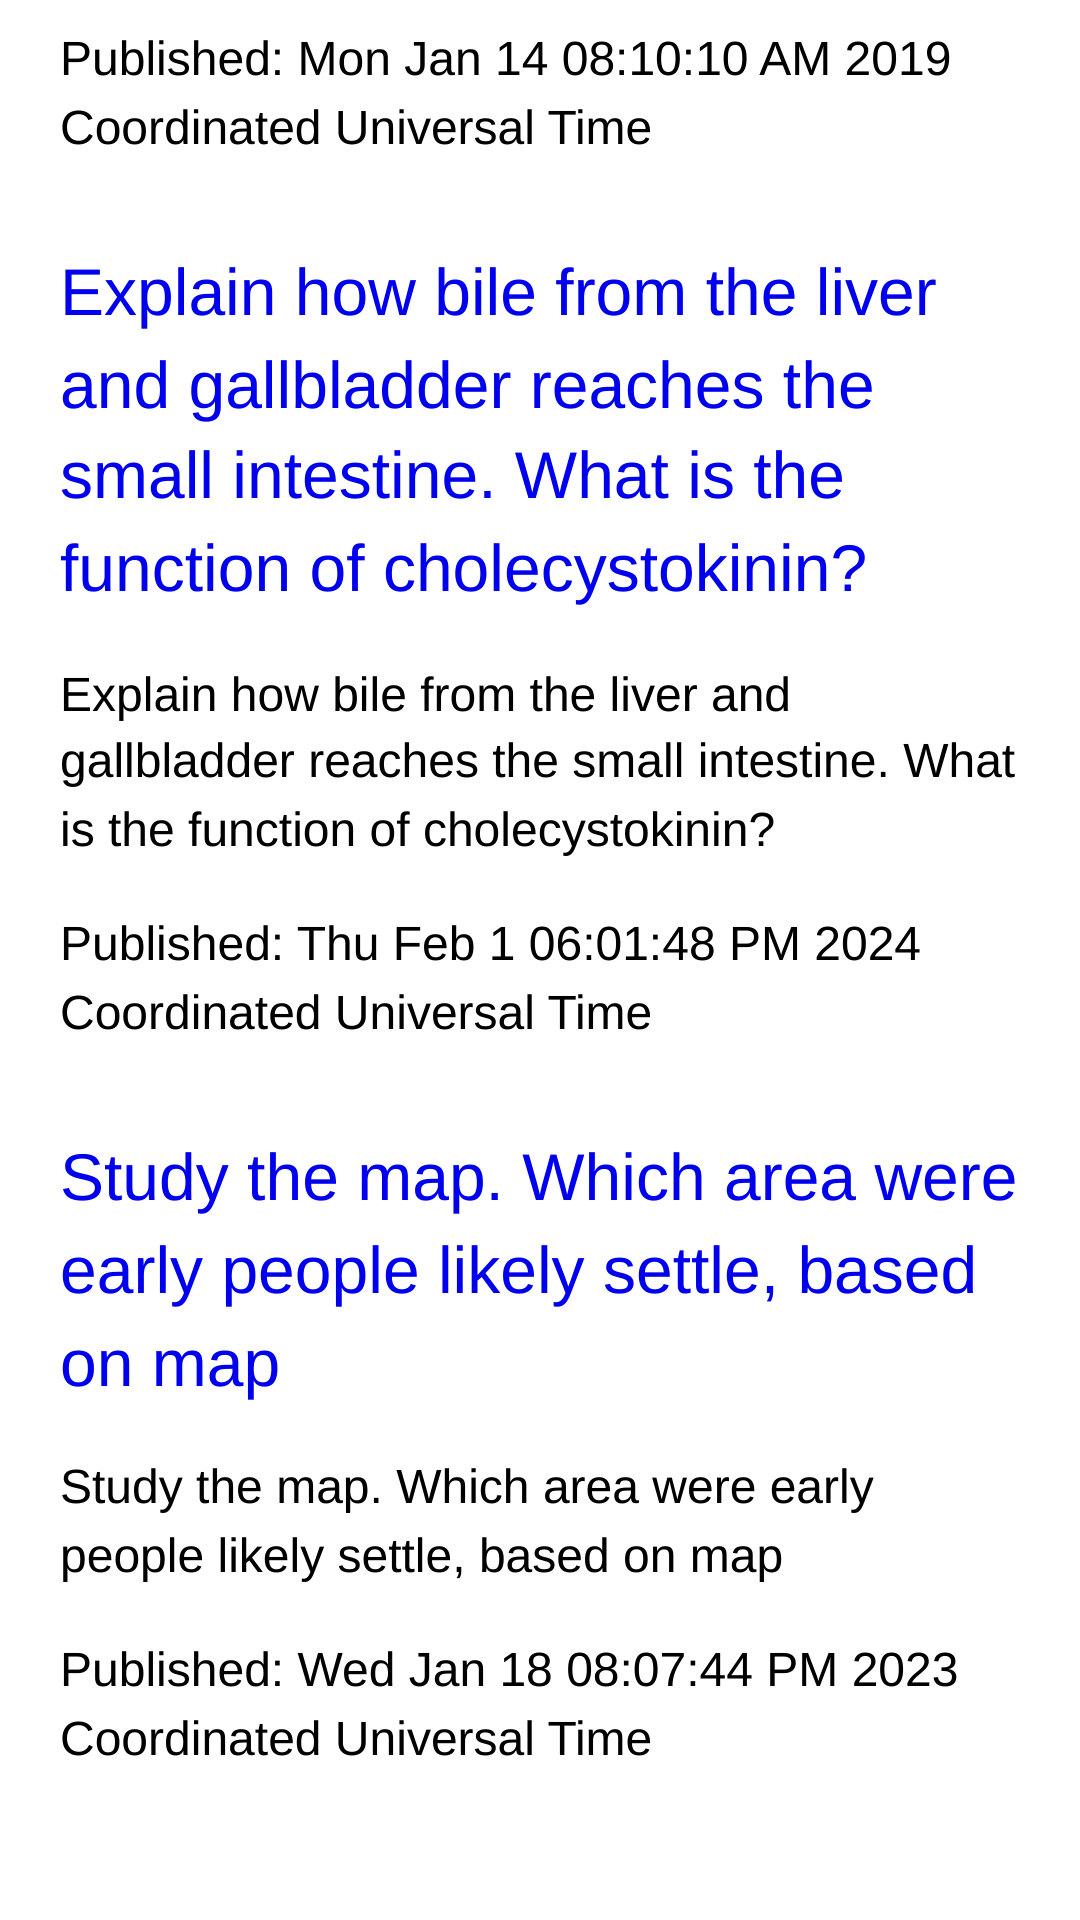 Published: Mon Jan 14 08:10:10 AM 2019
Coordinated Universal Time
Explain how bile from the liver
and gallbladder reaches the
small intestine. What is the
function of cholecystokinin?
Explain how bile from the liver and
gallbladder reaches the small intestine. What
is the function of cholecystokinin?
Published: Thu Feb 1 06:01:48 PM 2024
Coordinated Universal Time
Study the map. Which area were
early people likely settle, based
on map
Study the map. Which area were early
people likely settle, based on map
Published: Wed Jan 18 08:07:44 PM 2023
Coordinated Universal Time